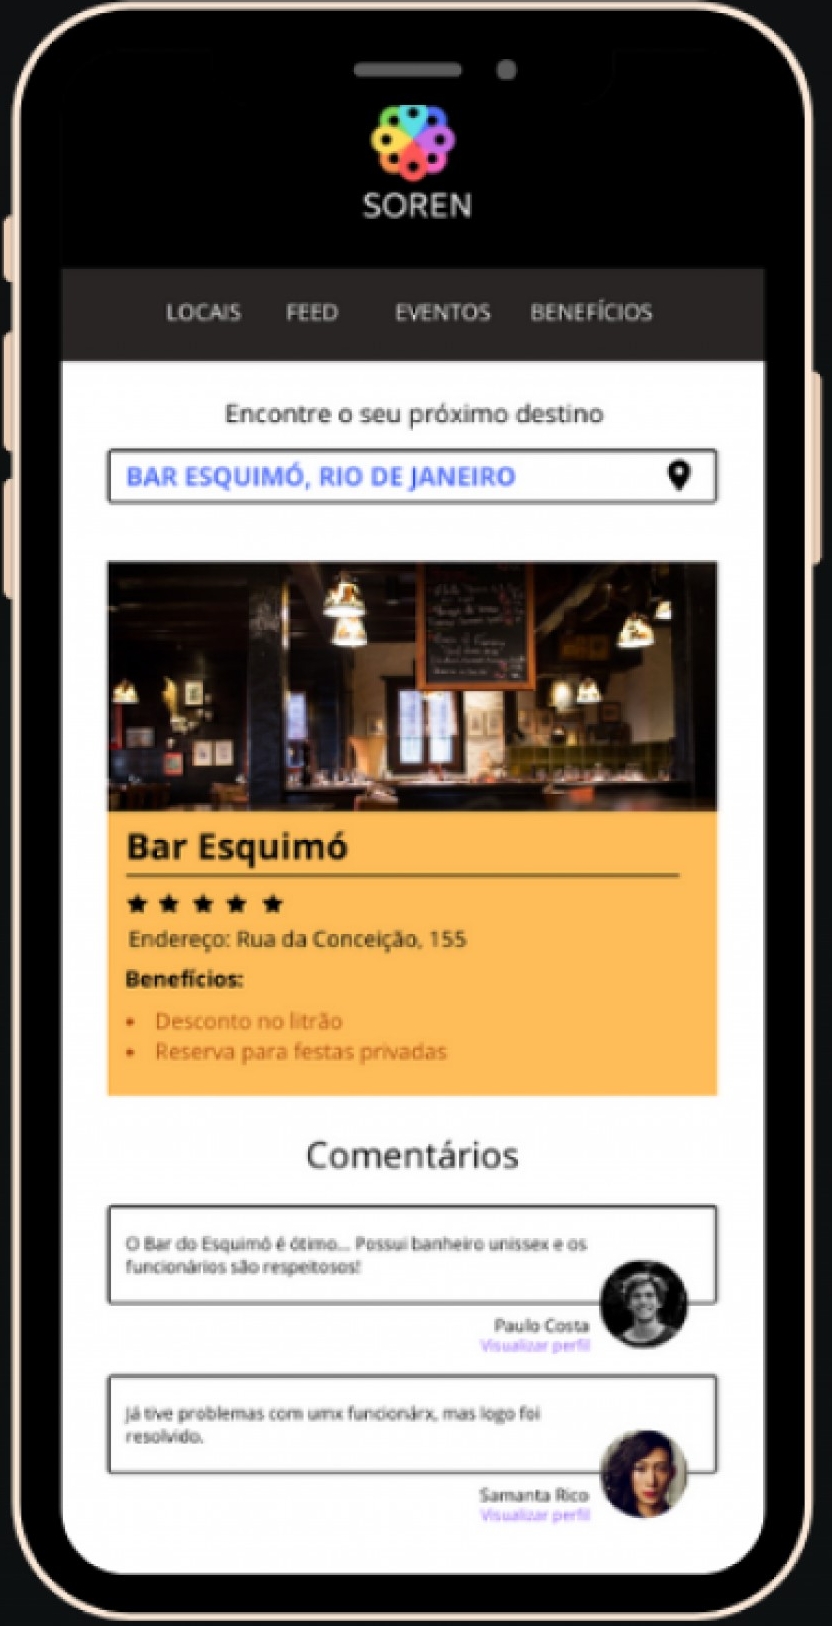 SOREN
LOCAIS FEED EVENTOS BENEFÍCIOS
Encontre o seu próximo destino
BAR ESQUIMÓ, RIO DE JANEIRO
Bar Esquimó
Endereço: Rua da Conceição, 155
Benefícios:
• Desconto no litrão
• Reserva para festas privadas
Comentários
O Bar do Esquimó é ótimo... Possui banheiro unissex e os
funcionários são respeitosos!
Paulo Costa
Visualizar perfil
Já tive problemas com umx funcionárx, mas logo foi
resolvido.
Samanta Rico
Visualizar perfil